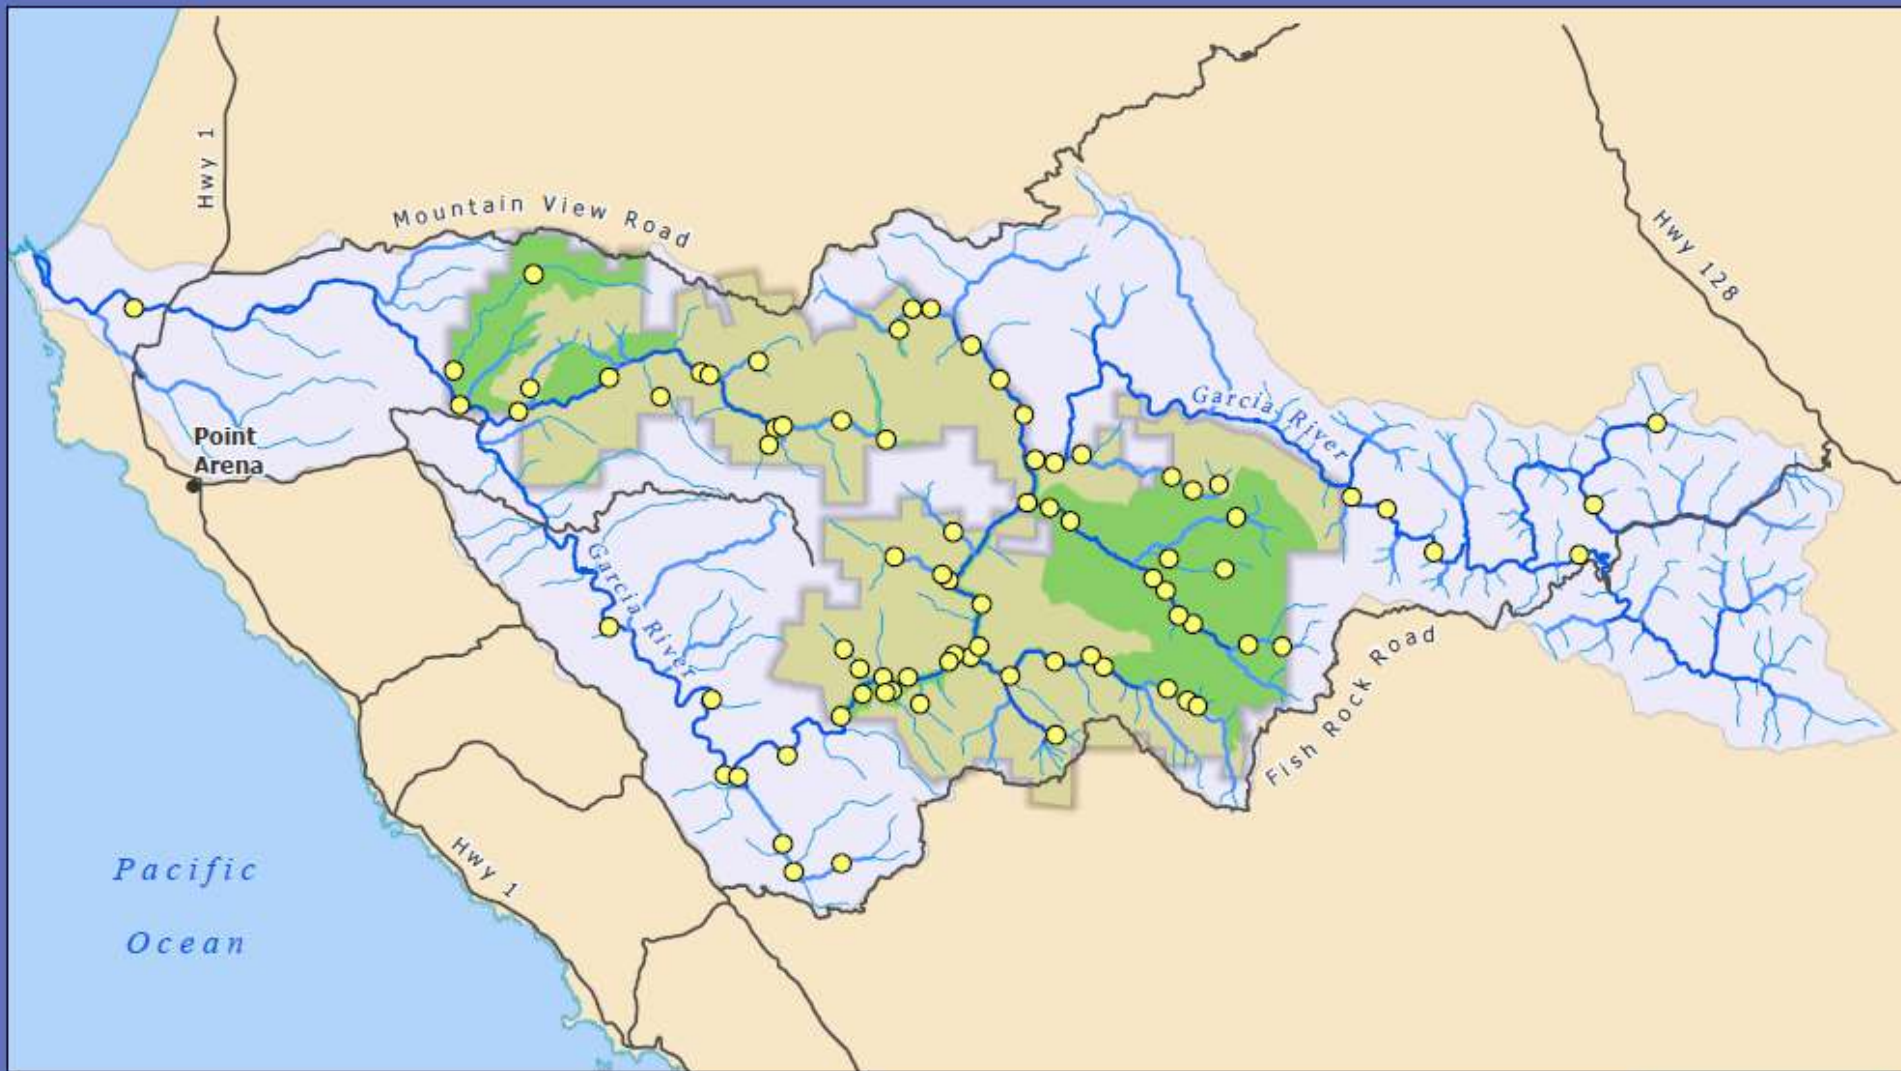 Hwy 1
Mountain View Road
Hwy 128
Garcia River
Point
Arena
Garcia River
Fish Rock Road
Hwy 1
Pacific
Ocean